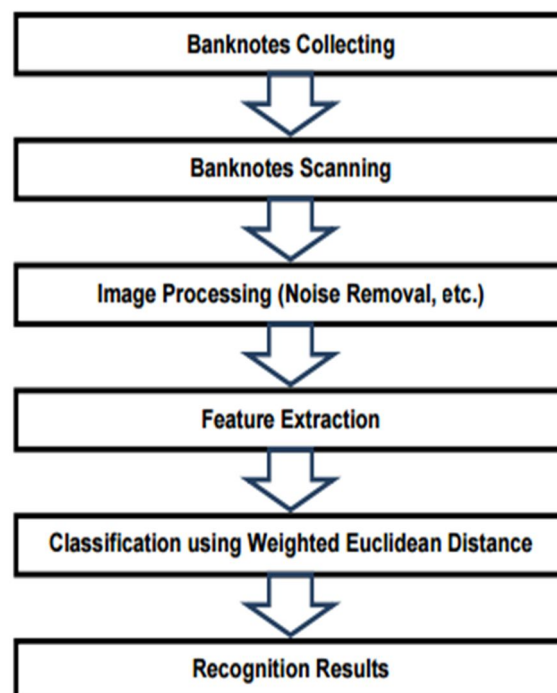 Banknotes Collecting
Banknotes Scanning
Image Processing (Noise Removal, etc.)
Feature Extraction
Classification using Weighted Euclidean Distance
Recognition Results